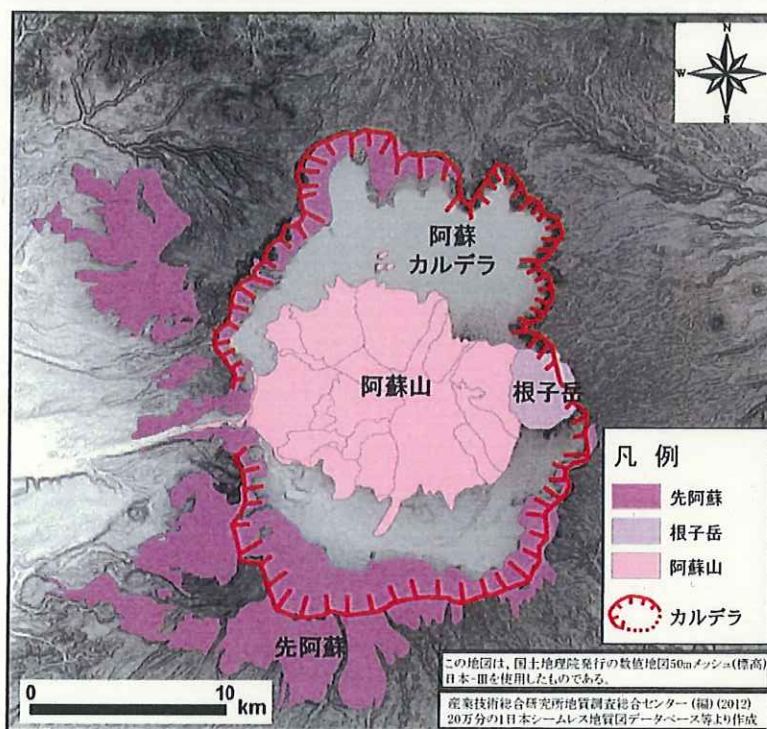 N
W
E
S
阿蘇
カルデラ
阿蘇山
根子岳
先阿蘇
凡例
先阿蘇
根子岳
阿蘇山
カルデラ
0 10
km
この地図は、国土地理院発行の数値地図50mメッシュ(標高)
日本-Ⅲを使用したものである。
産業技術総合研究所地質調査総合センター (編) (2012)
20万分の1日本シームレス地質図データベース等より作成